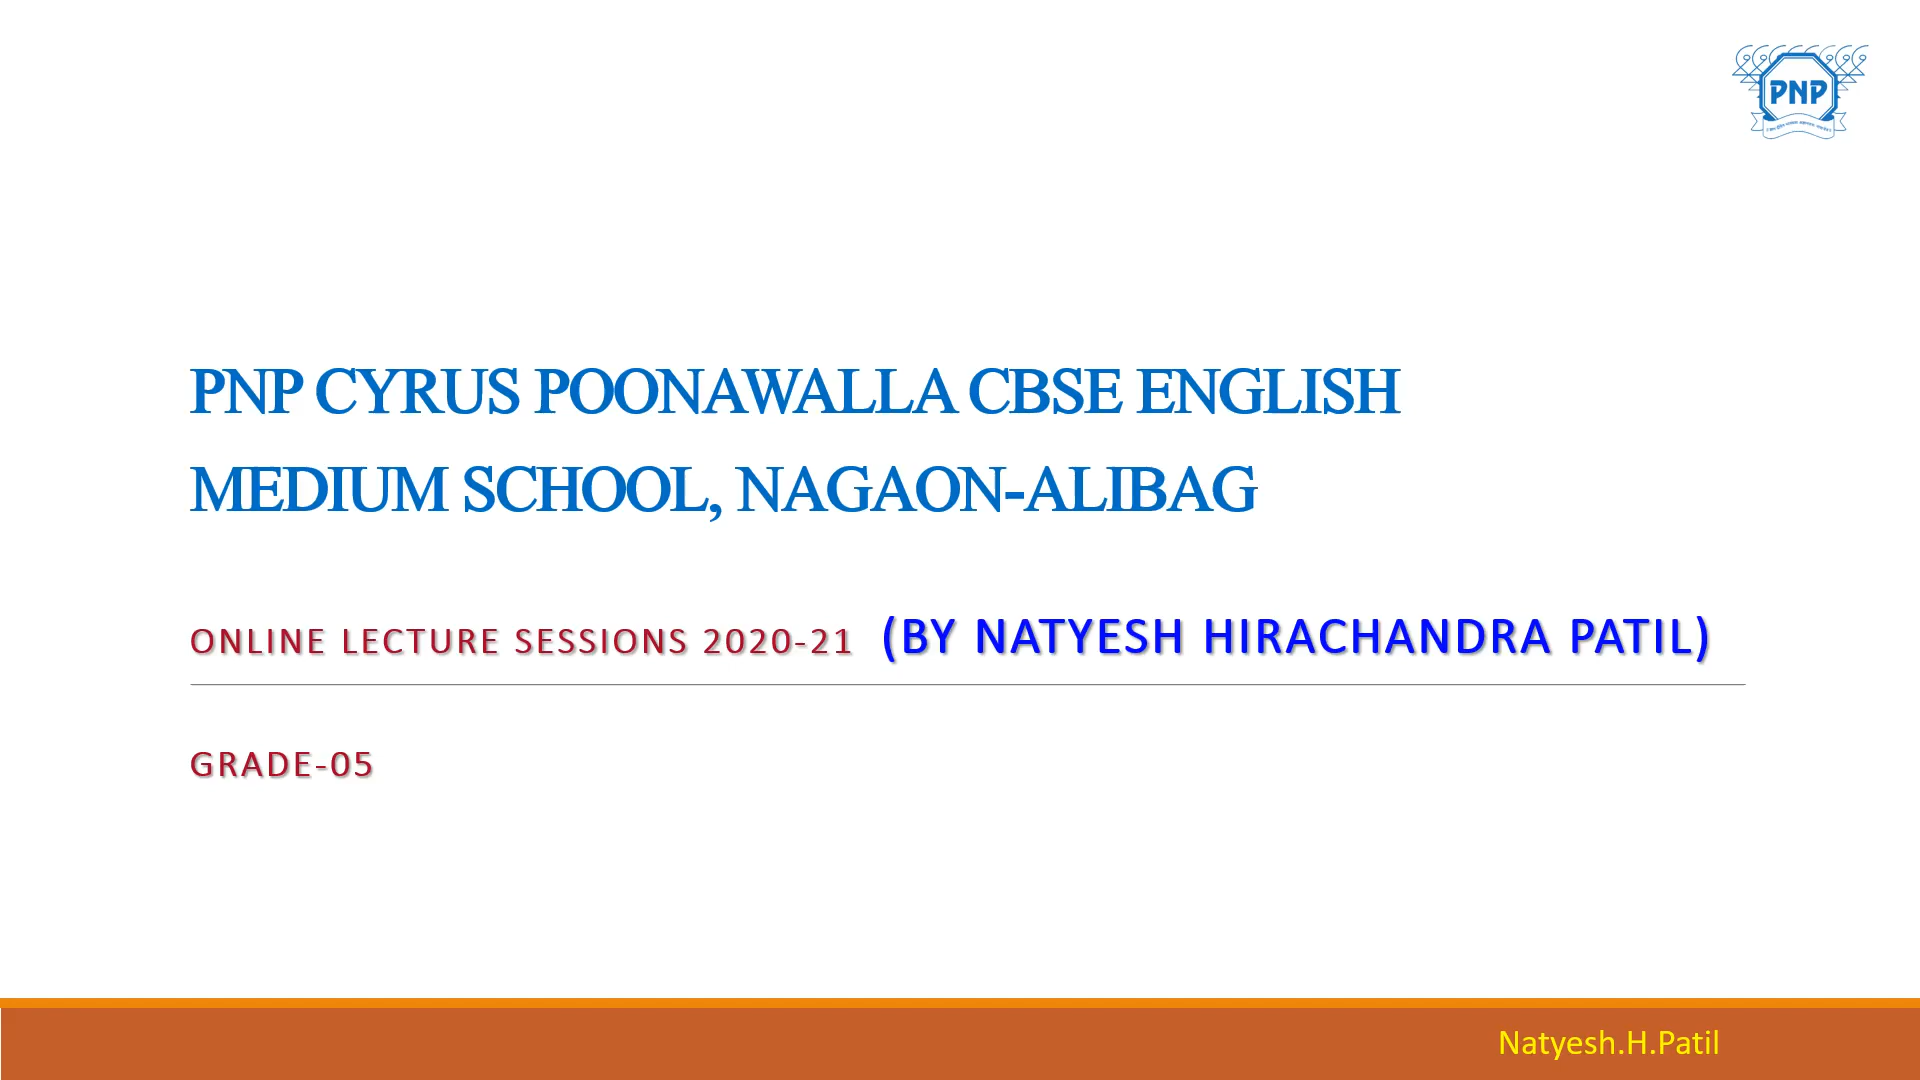 PNP
PNP CYRUS POONAWALLA CBSE ENGLISH
MEDIUM SCHOOL, NAGAON-ALIBAG
ONLINE LECTURE SESSIONS 2020-21 (BY NATYESH HIRACHANDRA PATIL)
GRADE-05
Natyesh.H.Patil